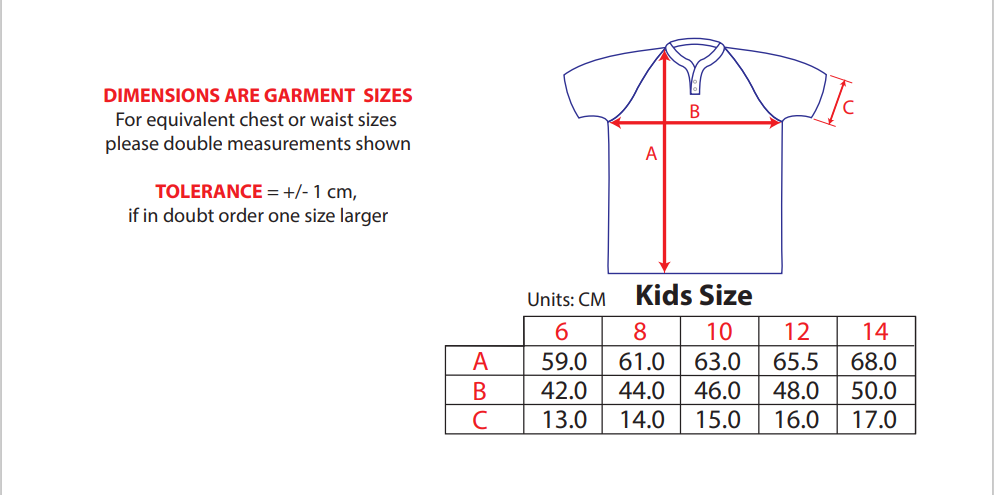 DIMENSIONS ARE GARMENT SIZES
For equivalent chest or waist sizes
please double measurements shown
TOLERANCE = +/- 1 cm,
if in doubt order one size larger
A
B
C
Units: CM Kids Size
6 8 10 12 14
A 59.0 61.0 63.0 65.5 68.0
B 42.0 44.0 46.0 48.0 50.0
C 13.0 14.0 15.0 16.0 17.0